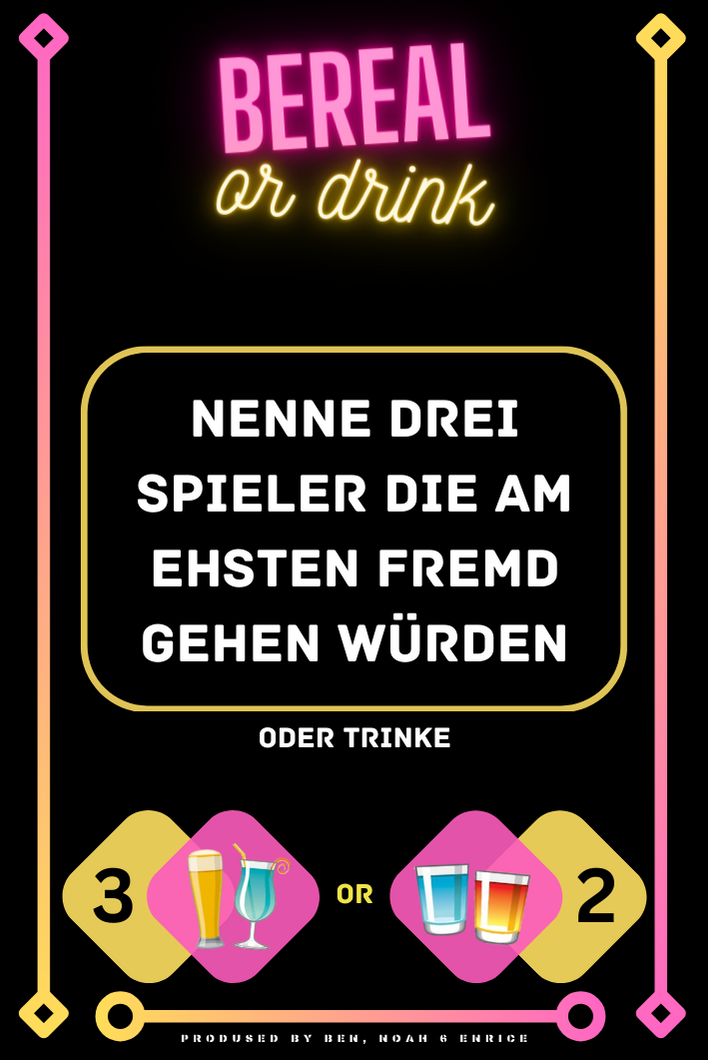 BEREAL
or drink
NENNE DREI
SPIELER DIE AM
EHSTEN FREMD
GEHEN WÜRDEN
ODER TRINKE
3 OR 2
PRODUSED BY BEN, NOAH 6 ENRICE